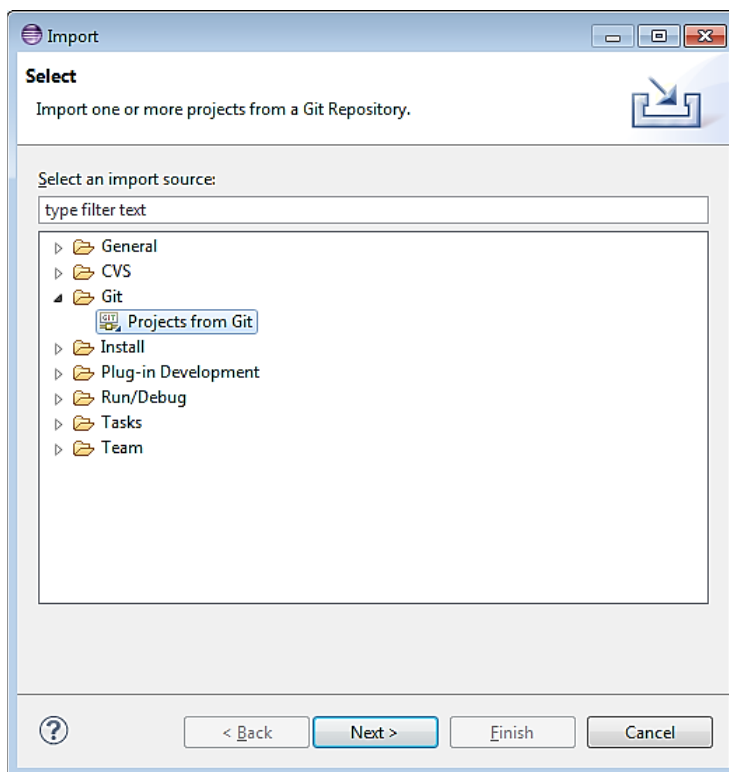 Import
Select
Import one or more projects from a Git Repository.
Select an import source:
type filter text
General
CVS
Git
GIT
Projects from Git
Install
Plug-in Development
Run/Debug
Tasks
Team
?
< Back
Next >
Finish
Cancel